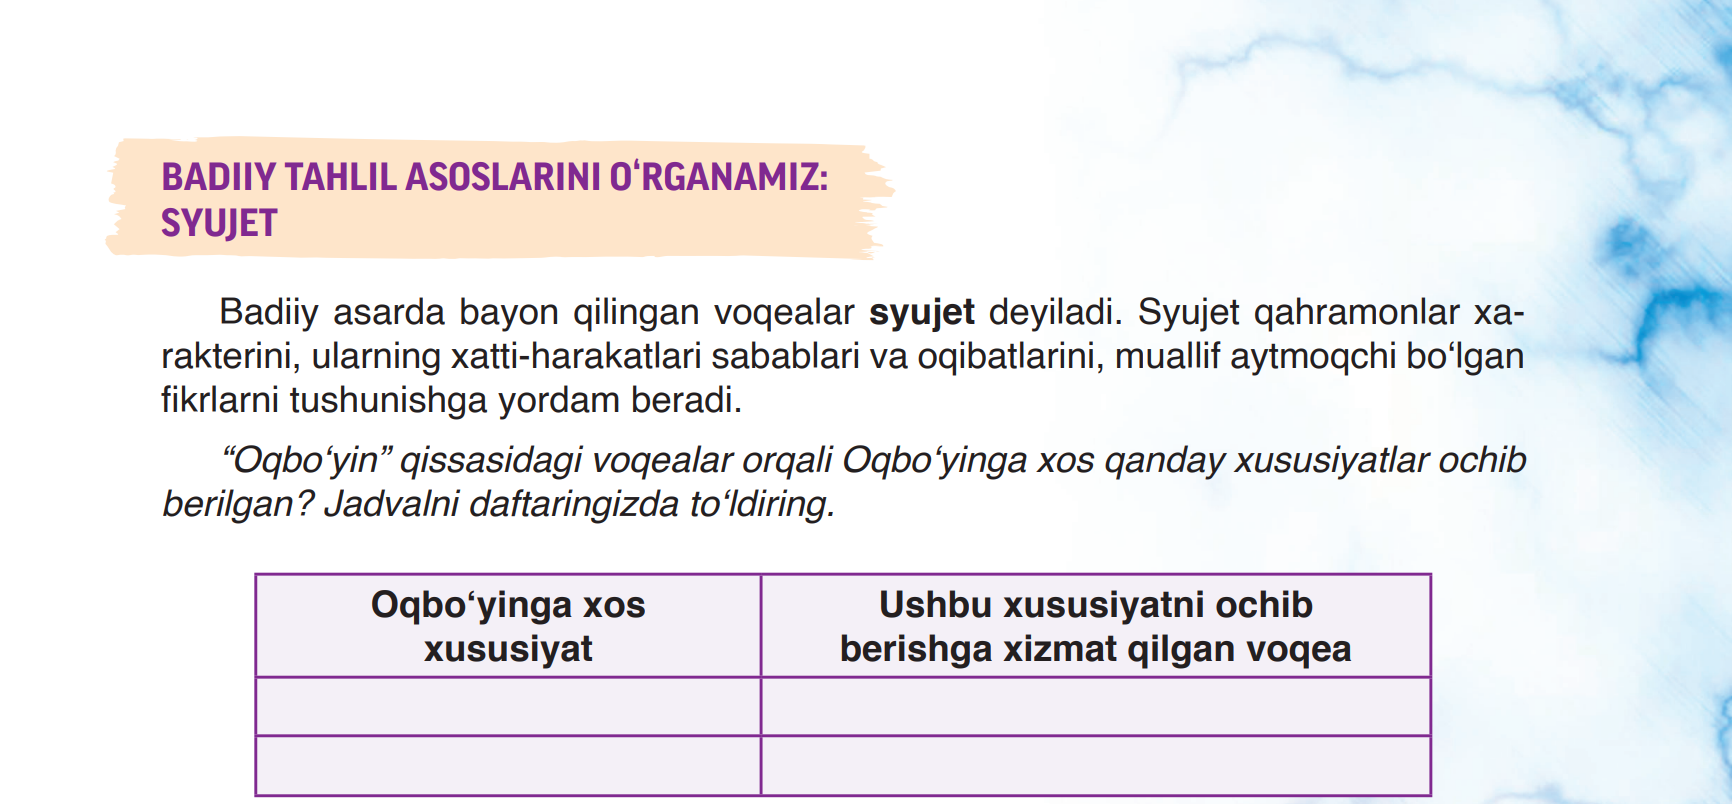 BADIIY TAHLIL ASOSLARINI O‘RGANAMIZ:
SYUJET
Badiiy asarda bayon qilingan voqealar syujet deyiladi. Syujet qahramonlar xa-
rakterini, ularning xatti-harakatlari sabablari va oqibatlarini, muallif aytmoqchi bo‘lgan
fikrlarni tushunishga yordam beradi.
“Oqbo‘yin” qissasidagi voqealar orqali Oqbo‘yinga xos qanday xususiyatlar ochib
berilgan? Jadvalni daftaringizda to‘ldiring.
Oqbo‘yinga xos
xususiyat
Ushbu xususiyatni ochib
berishga xizmat qilgan voqea